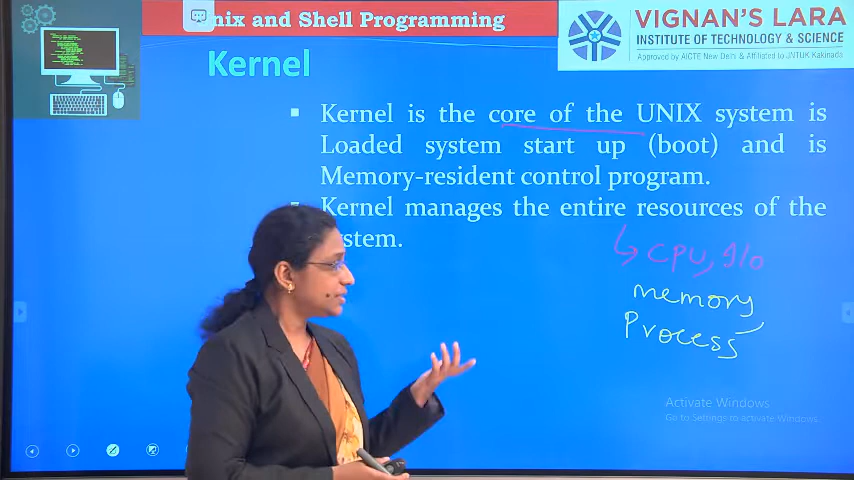 nix and Shell Programming
VIGNAN'S LARA
INSTITUTE OF TECHNOLOGY & SCIENCE
Approved by AICTE New Delhi & Affiliated to JNTUK Kakinada
Kernel
▪ Kernel is the core of the UNIX system is
Loaded system start up (boot) and is
Memory-resident control program.
▪ Kernel manages the entire resources of the
stem.
↳ CPU, I/O
memory
Process
Activate Windows
Go to Settings to activate Windows.